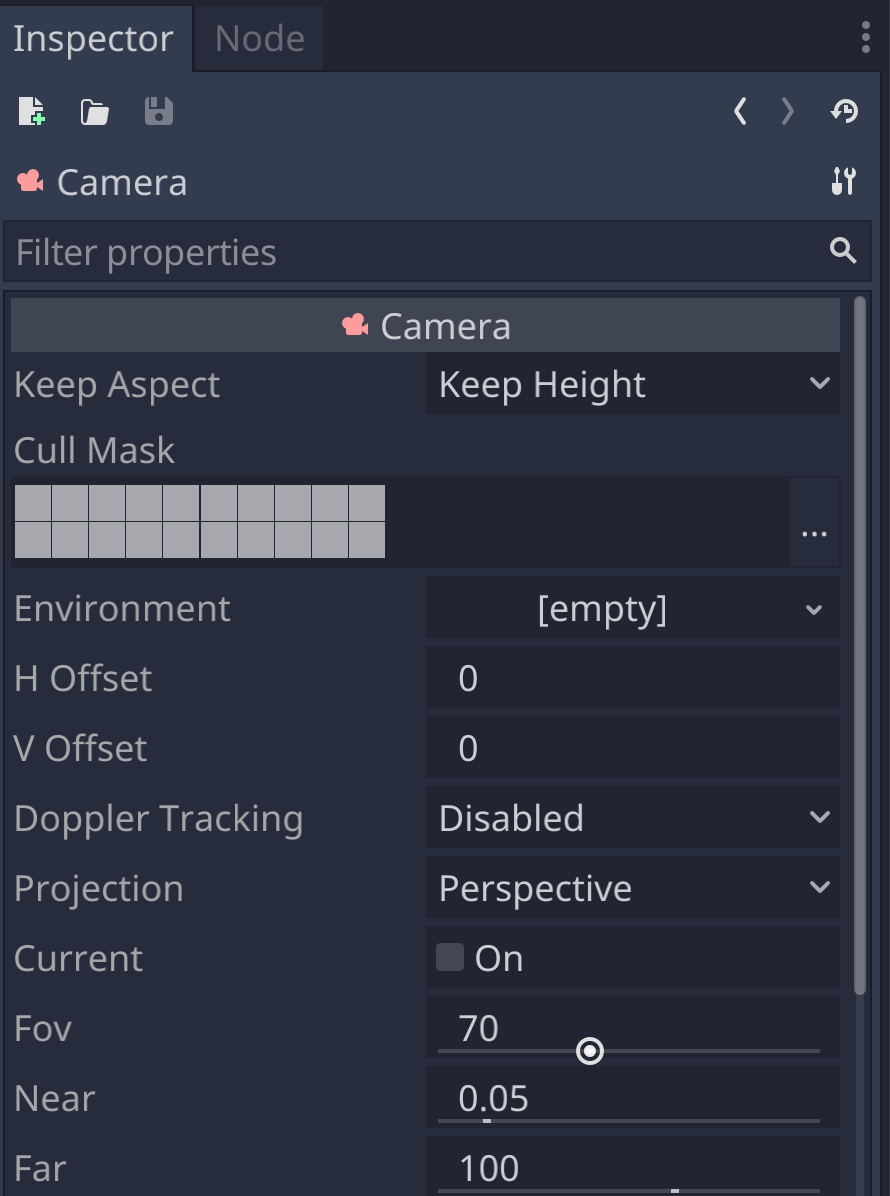 Inspector Node
Camera
Filter properties
Camera
Keep Aspect Keep Height
Cull Mask
...
Environment [empty]
H Offset 0
V Offset 0
Doppler Tracking Disabled
Projection Perspective
Current On
Fov 70
Near 0.05
Far 100